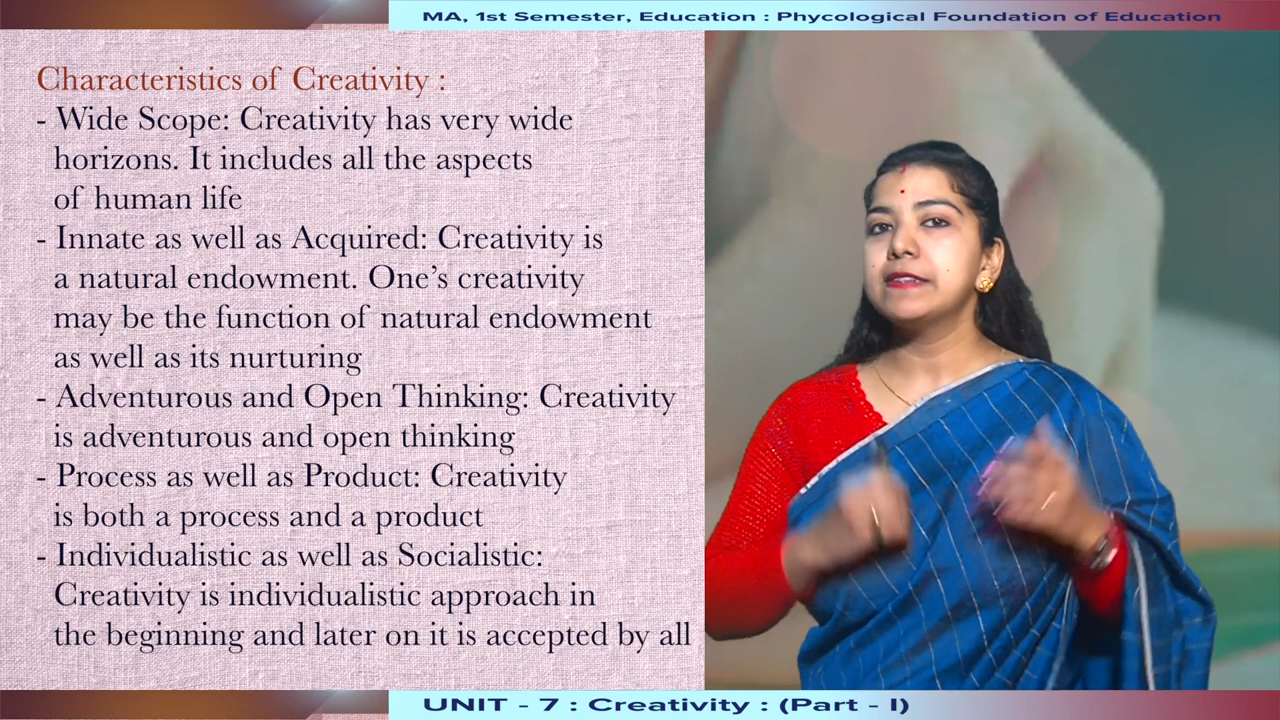 MA, 1st Semester, Education : Phycological Foundation of Education
Characteristics of Creativity :
- Wide Scope: Creativity has very wide
horizons. It includes all the aspects
of human life
- Innate as well as Acquired: Creativity is
a natural endowment. One’s creativity
may be the function of natural endowment
as well as its nurturing
- Adventurous and Open Thinking: Creativity
is adventurous and open thinking
- Process as well as Product: Creativity
is both a process and a product
- Individualistic as well as Socialistic:
Creativity is individualistic approach in
the beginning and later on it is accepted by all
UNIT - 7 : Creativity : (Part - I)